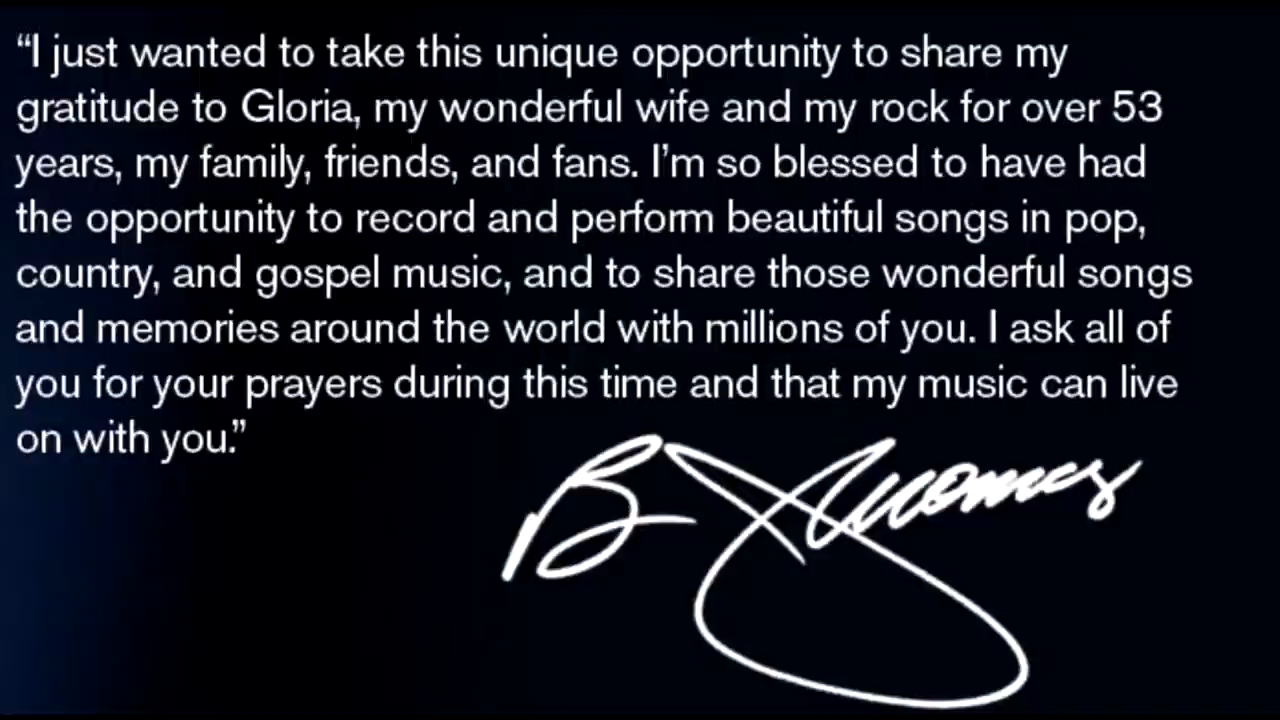 “I just wanted to take this unique opportunity to share my
gratitude to Gloria, my wonderful wife and my rock for over 53
years, my family, friends, and fans. I’m so blessed to have had
the opportunity to record and perform beautiful songs in pop,
country, and gospel music, and to share those wonderful songs
and memories around the world with millions of you. I ask all of
you for your prayers during this time and that my music can live
on with you.”
B J Thomas